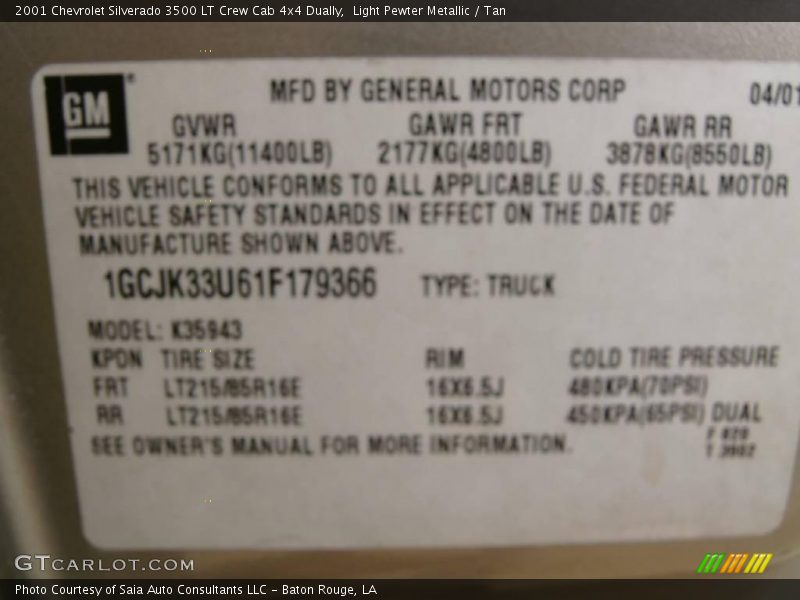 2001 Chevrolet Silverado 3500 LT Crew Cab 4x4 Dually,  Light Pewter Metallic / Tan
GM
MFD BY GENERAL MOTORS CORP 04/01
GVWR GAWR FRT GAWR RR
5171KG(11400LB) 2177KG(4800LB) 3878KG(8550LB)
THIS VEHICLE CONFORMS TO ALL APPLICABLE U.S. FEDERAL MOTOR
VEHICLE SAFETY STANDARDS IN EFFECT ON THE DATE OF
MANUFACTURE SHOWN ABOVE.
1GCJK33U61F179366 TYPE: TRUCK
MODEL: K35943
KPDN TIRE SIZE RIM COLD TIRE PRESSURE
FRT LT215/85R16E 16X6.5J 480KPA(70PSI)
RR LT215/85R16E 16X6.5J 450KPA(65PSI) DUAL
SEE OWNER'S MANUAL FOR MORE INFORMATION.
GTCARLOT.COM
Photo Courtesy of Saia Auto Consultants LLC - Baton Rouge, LA